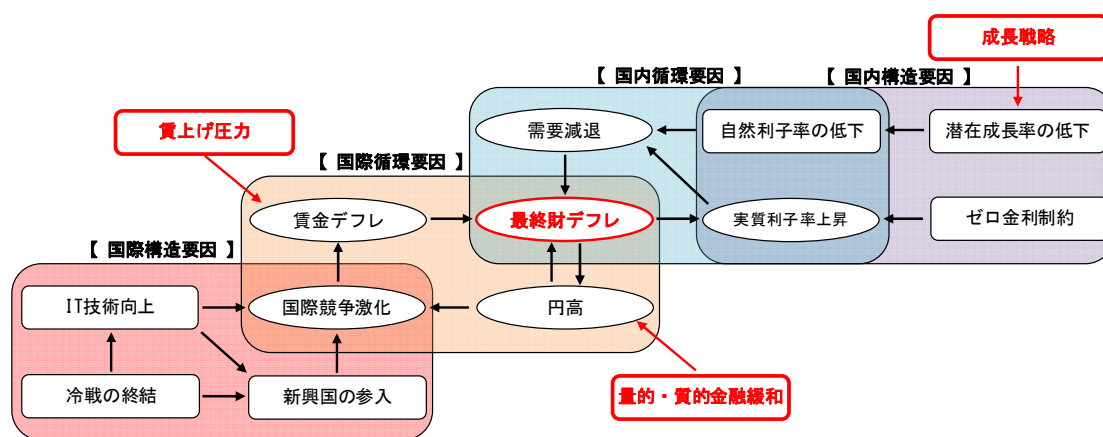 成長戦略
【 国内循環要因 】
【 国内構造要因 】
賃上げ圧力
需要減退
自然利子率の低下
潜在成長率の低下
【 国際循環要因 】
賃金デフレ
最終財デフレ
実質利子率上昇
ゼロ金利制約
【 国際構造要因 】
IT技術向上
国際競争激化
円高
冷戦の終結
新興国の参入
量的・質的金融緩和